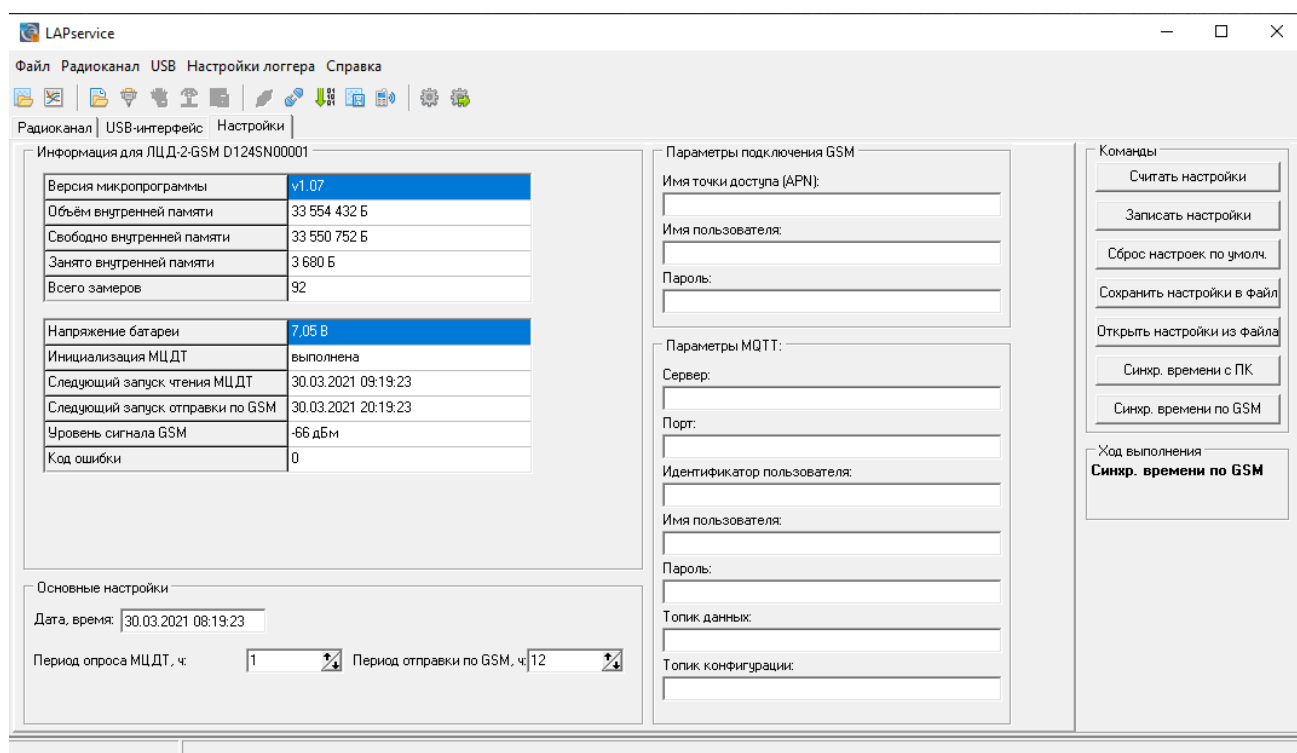 LAPservice
Файл Радиоканал USB Настройки логгера Справка
Радиоканал USB-интерфейс Настройки
Информация для ЛЦД-2-GSM D124SN00001
Версия микропрограммы v1.07
Объём внутренней памяти 33 554 432 Б
Свободно внутренней памяти 33 550 752 Б
Занято внутренней памяти 3 680 Б
Всего замеров 92
Напряжение батареи 7,05 В
Инициализация МЦДТ выполнена
Следующий запуск чтения МЦДТ 30.03.2021 09:19:23
Следующий запуск отправки по GSM 30.03.2021 20:19:23
Уровень сигнала GSM -66 дБм
Код ошибки 0
Основные настройки
Дата, время: 30.03.2021 08:19:23
Период опроса МЦДТ, ч: 1 Период отправки по GSM, ч: 12
Параметры подключения GSM
Имя точки доступа (APN):
Имя пользователя:
Пароль:
Параметры MQTT:
Сервер:
Порт:
Идентификатор пользователя:
Имя пользователя:
Пароль:
Топик данных:
Топик конфигурации:
Команды
Считать настройки
Записать настройки
Сброс настроек по умолч.
Сохранить настройки в файл
Открыть настройки из файла
Синхр. времени с ПК
Синхр. времени по GSM
Ход выполнения
Синхр. времени по GSM